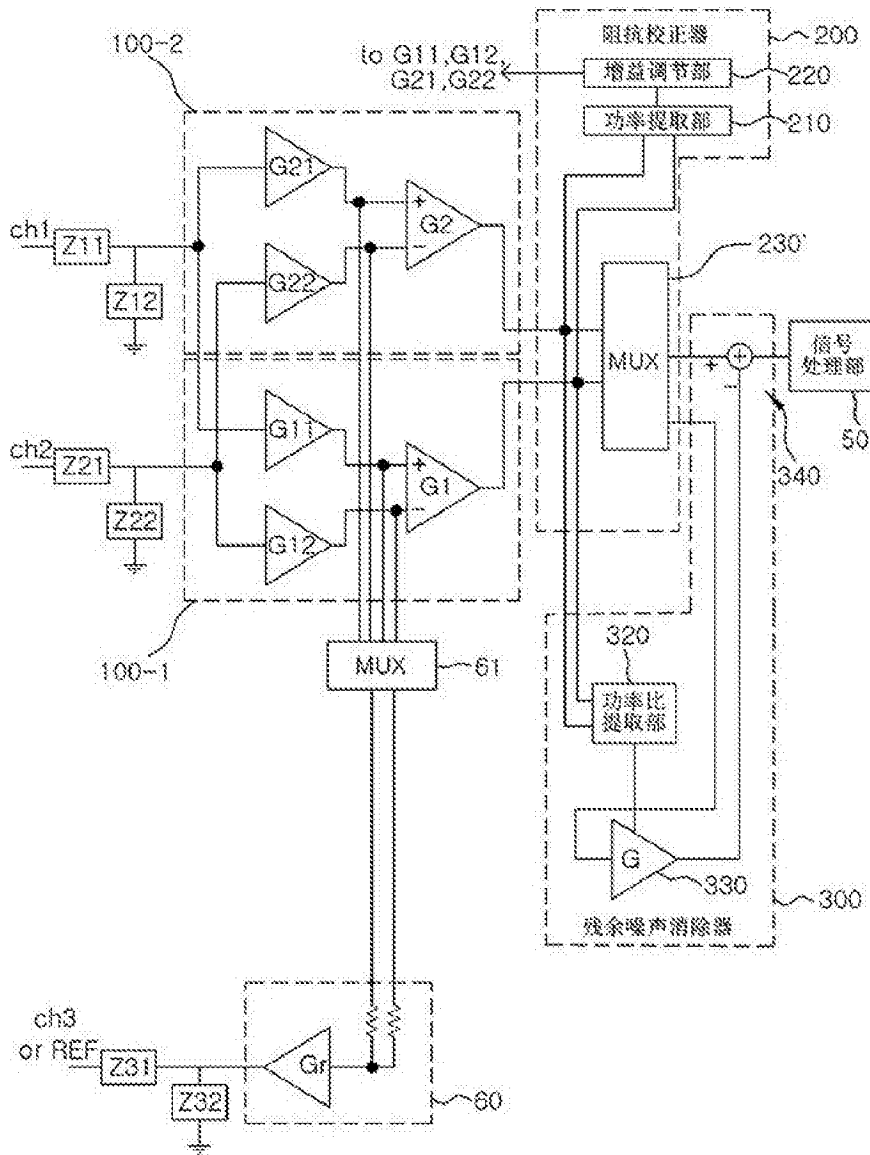 100-2
to G11,G12,
G21,G22
阻抗校正器
200
增益调节部
220
功率提取部
210
G21
+
G2
−
ch1
Z11
G22
Z12
230'
MUX
+
+
−
信号
处理部
50
340
G11
+
G1
−
ch2
Z21
Z22
G12
100-1
MUX
61
320
功率比
提取部
G
330
300
残余噪声消除器
ch3
or REF
Z31
Gr
Z32
60